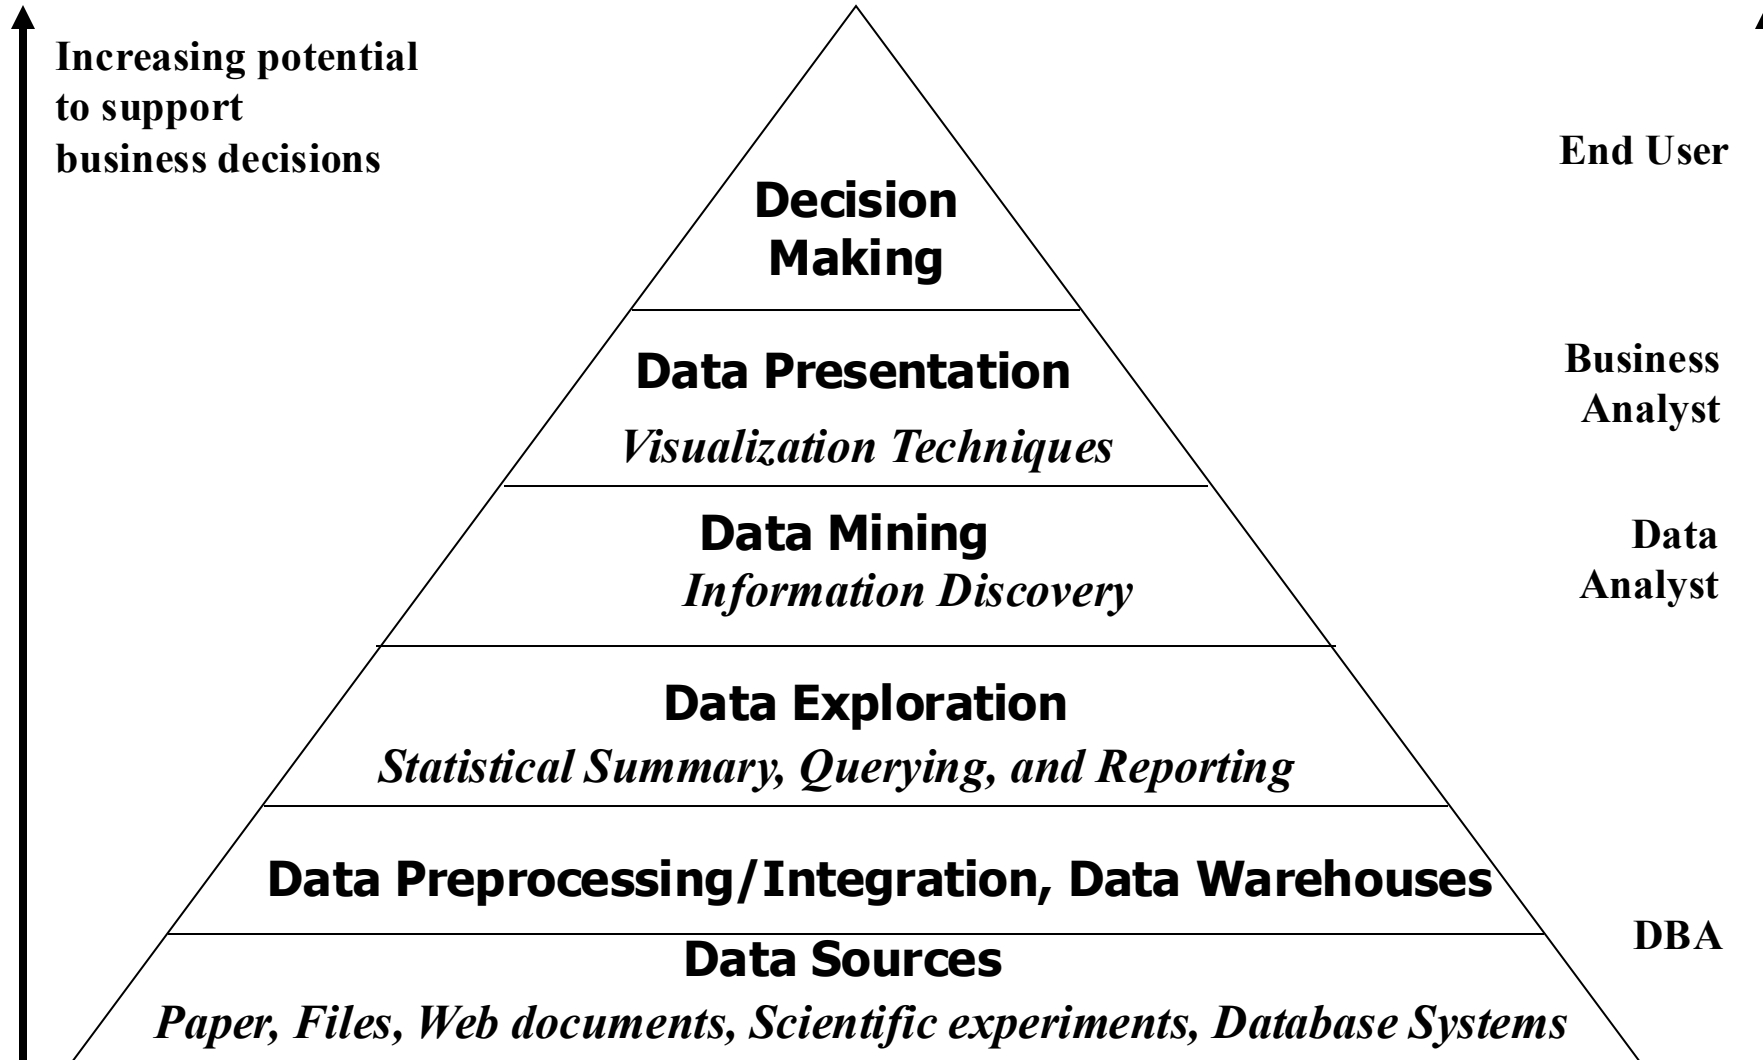 Increasing potential
to support
business decisions
End User
Decision
Making
Data Presentation
Business
Analyst
Visualization Techniques
Data Mining
Data
Analyst
Information Discovery
Data Exploration
Statistical Summary, Querying, and Reporting
Data Preprocessing/Integration, Data Warehouses
DBA
Data Sources
Paper, Files, Web documents, Scientific experiments, Database Systems